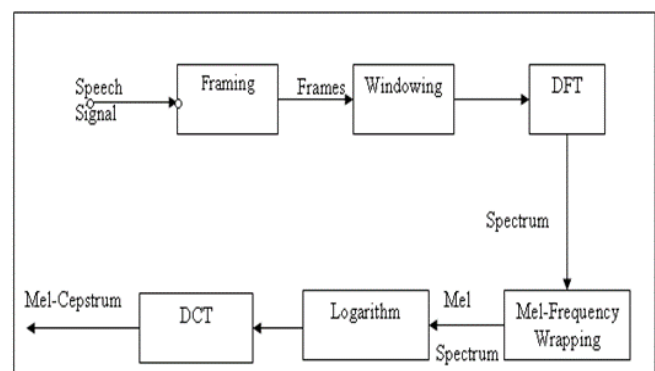 Speech
Signal
Framing
Frames
Windowing
DFT
Spectrum
Mel-Frequency
Wrapping
Mel
Spectrum
Logarithm
DCT
Mel-Cepstrum